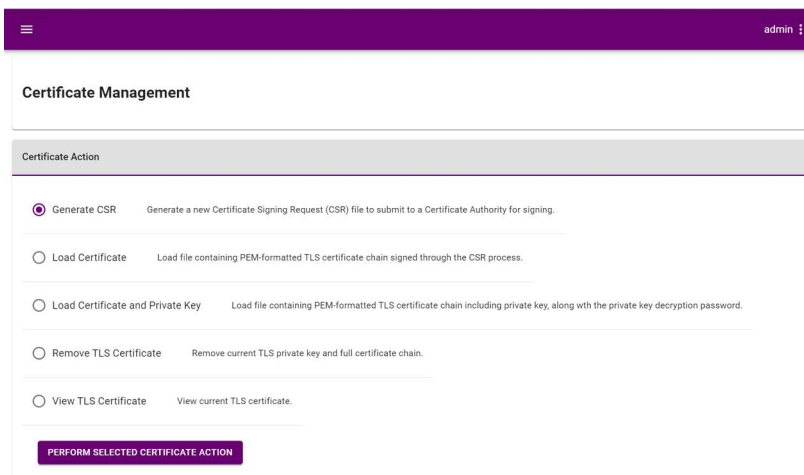 admin
Certificate Management
Certificate Action
Generate CSR Generate a new Certificate Signing Request (CSR) file to submit to a Certificate Authority for signing.
Load Certificate Load file containing PEM-formatted TLS certificate chain signed through the CSR process.
Load Certificate and Private Key Load file containing PEM-formatted TLS certificate chain including private key, along wth the private key decryption password.
Remove TLS Certificate Remove current TLS private key and full certificate chain.
View TLS Certificate View current TLS certificate.
PERFORM SELECTED CERTIFICATE ACTION